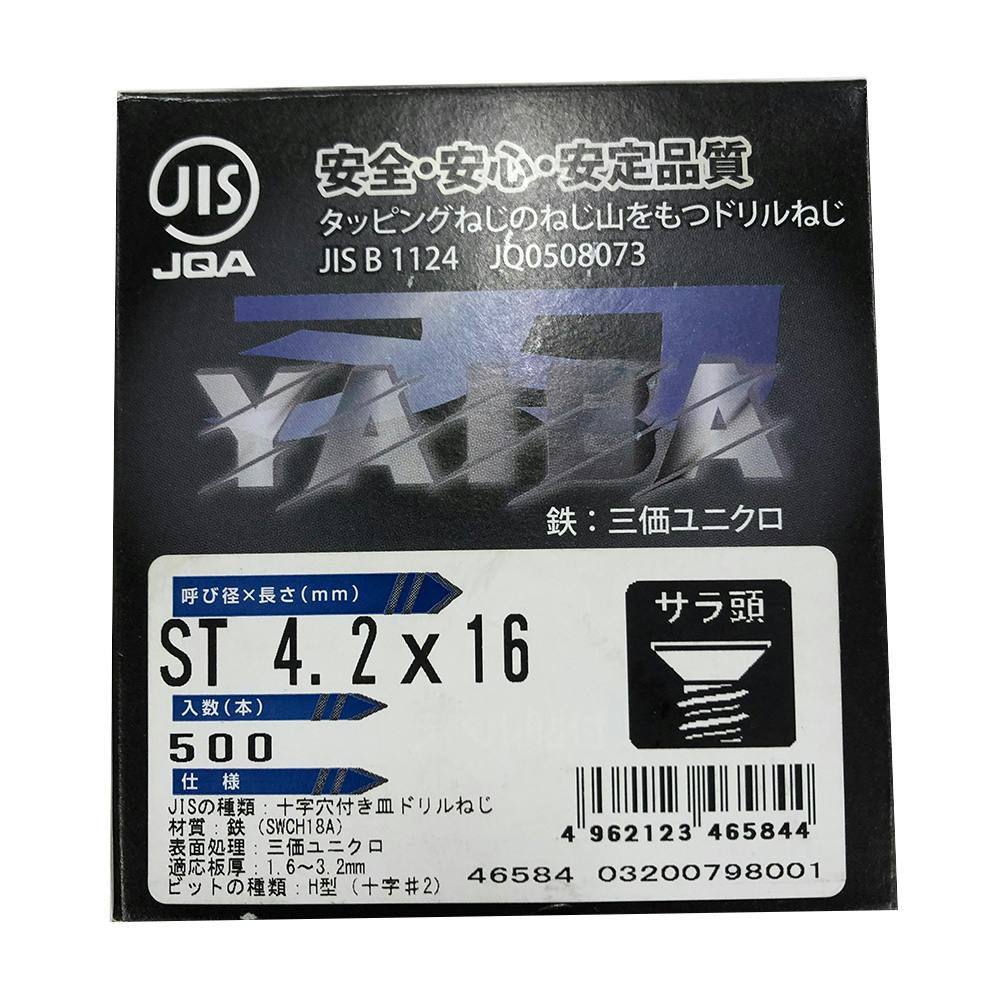 JIS
JQA
安全・安心・安定品質
タッピングねじのねじ山をもつドリルねじ
JIS B 1124 JQ0508073
YAIBA
鉄：三価ユニクロ
呼び径×長さ(mm)
ST 4.2x16
サラ頭
入数(本)
500
仕様
JISの種類：十字穴付き皿ドリルねじ
材質：鉄(SWCH18A)
表面処理：三価ユニクロ
適応板厚：1.6〜3.2mm
ビットの種類：H型(十字♯2)
4 962123 465844
46584 03200798001